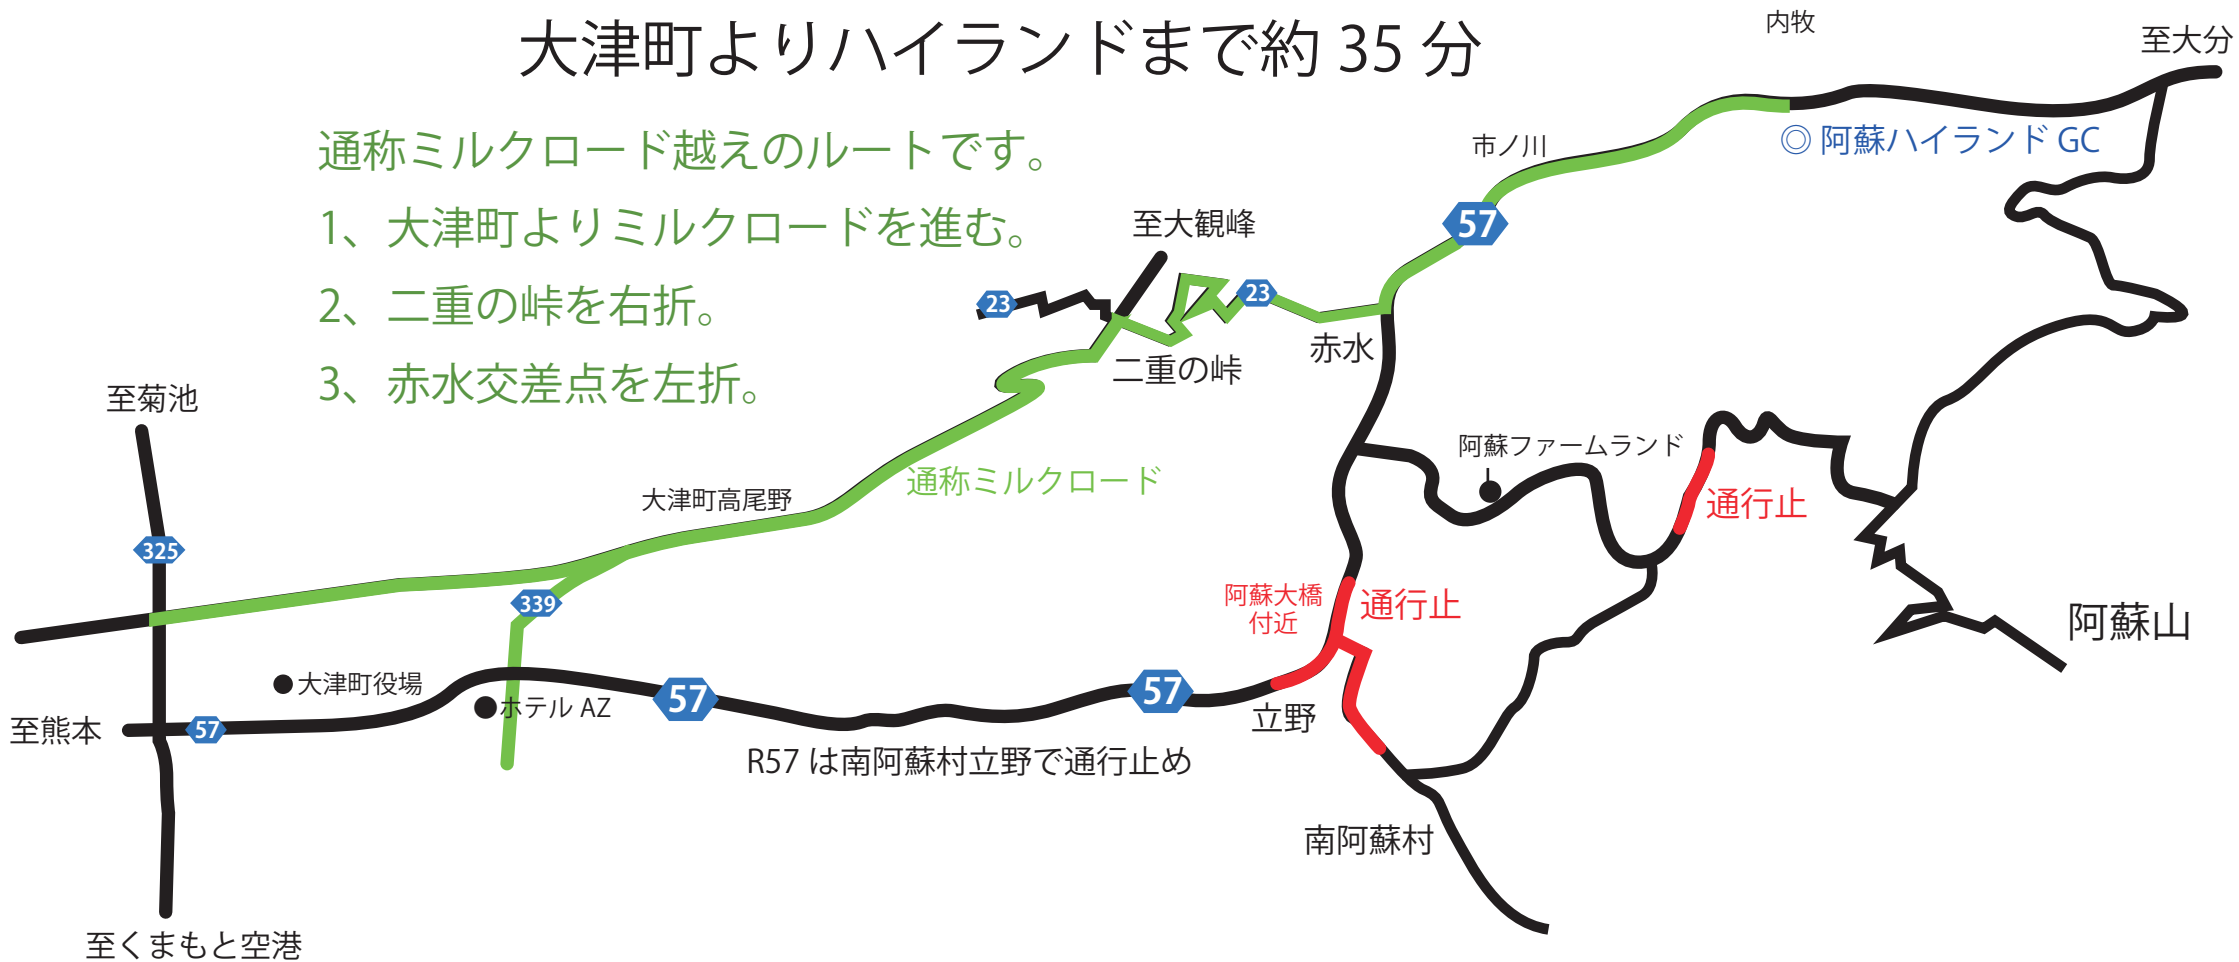 大津町よりハイランドまで約 35 分
内牧
至大分
通称ミルクロード越えのルートです。
1、大津町よりミルクロードを進む。
2、二重の峠を右折。
3、赤水交差点を左折。
市ノ川
◎ 阿蘇ハイランド GC
57
至大観峰
23
23
赤水
二重の峠
至菊池
阿蘇ファームランド
通称ミルクロード
大津町高尾野
通行止
325
339
阿蘇大橋
付近
通行止
阿蘇山
大津町役場
ホテル AZ
57
57
至熊本
57
立野
R57 は南阿蘇村立野で通行止め
南阿蘇村
至くまもと空港